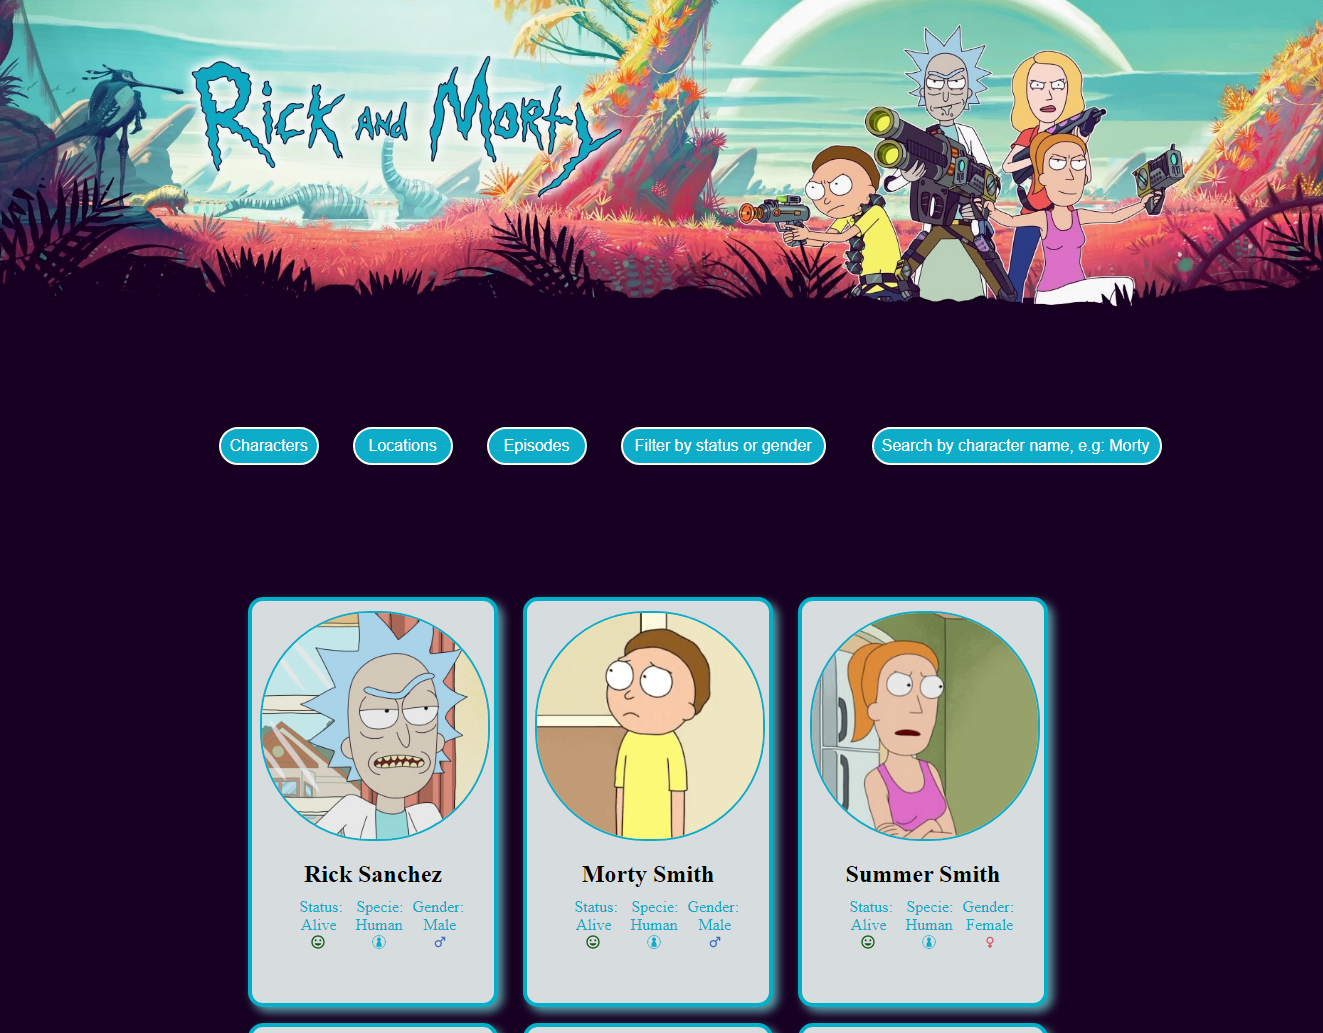 Rick and Morty
Characters
Locations
Episodes
Filter by status or gender
Search by character name, e.g: Morty
Rick Sanchez
Status:
Alive
Specie:
Human
Gender:
Male
Morty Smith
Status:
Alive
Specie:
Human
Gender:
Male
Summer Smith
Status:
Alive
Specie:
Human
Gender:
Female